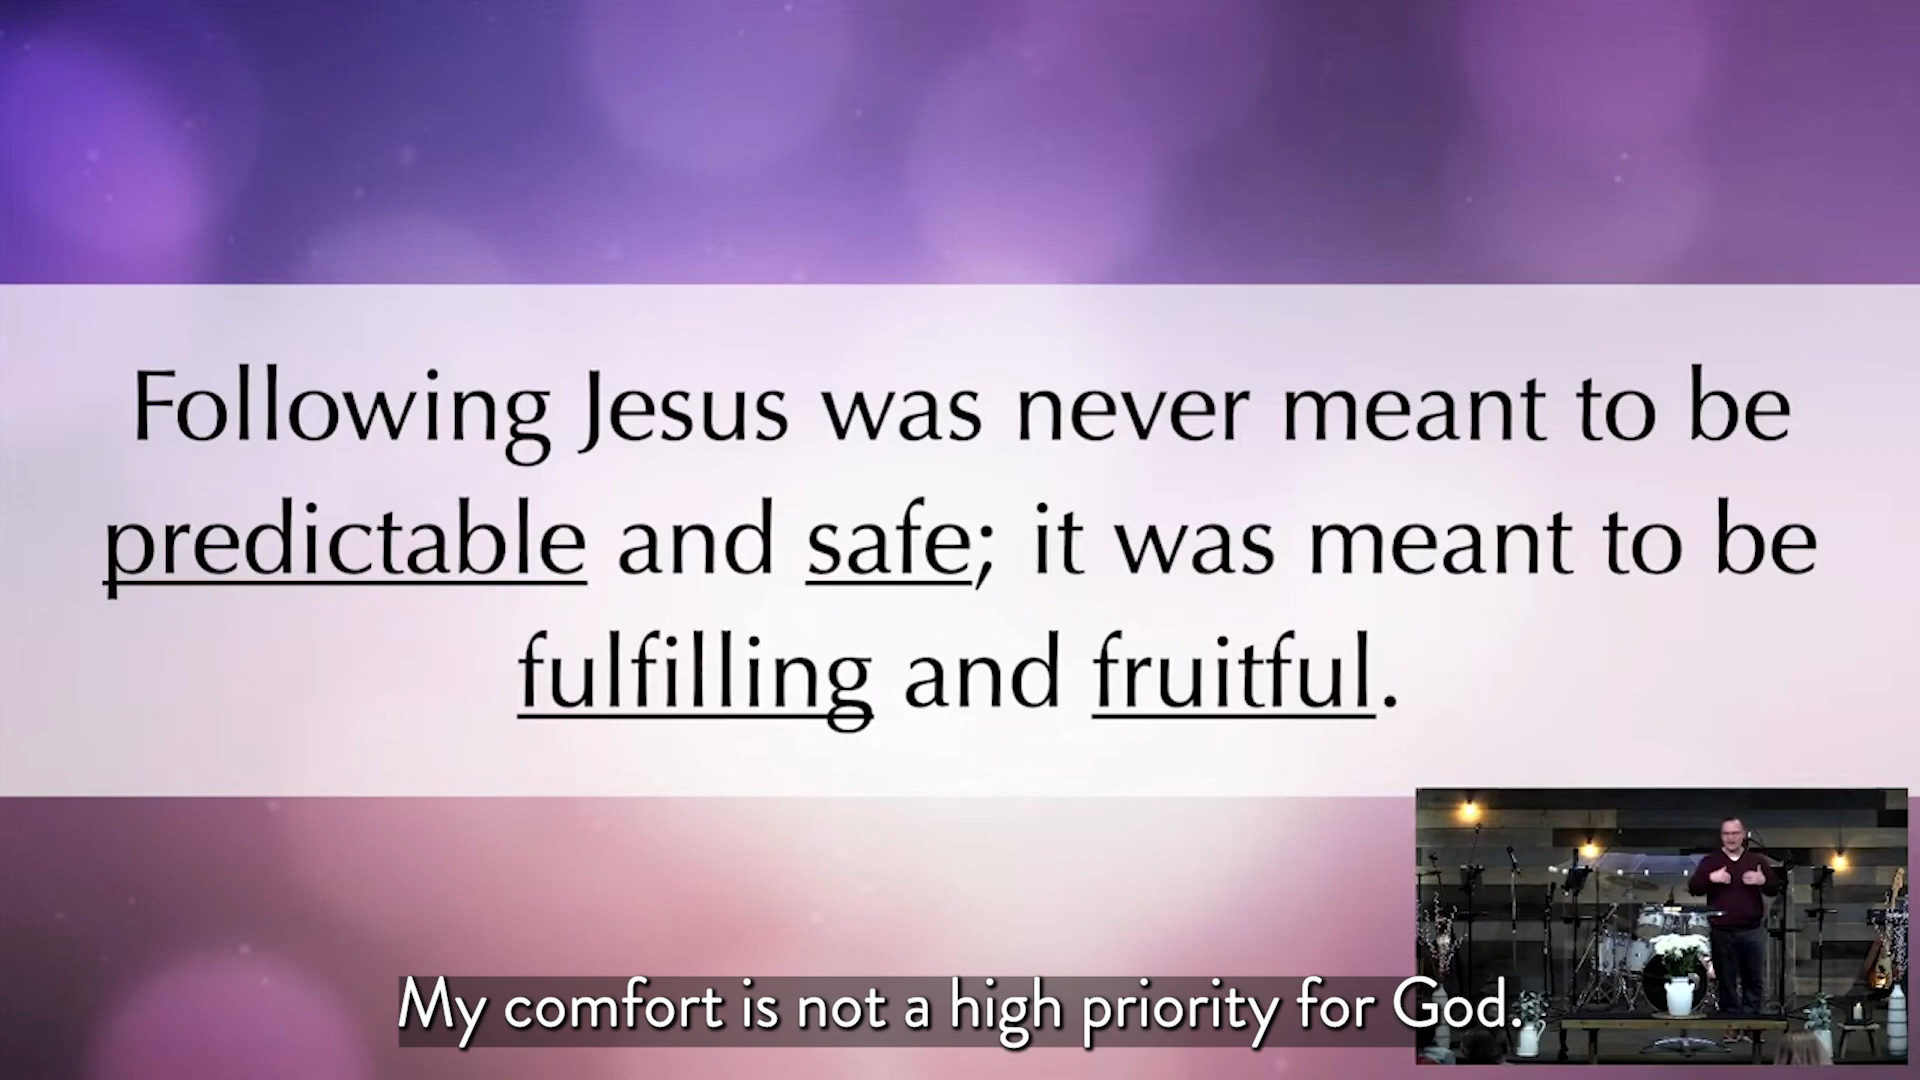 Following Jesus was never meant to be
predictable and safe; it was meant to be
fulfilling and fruitful.
My comfort is not a high priority for God.